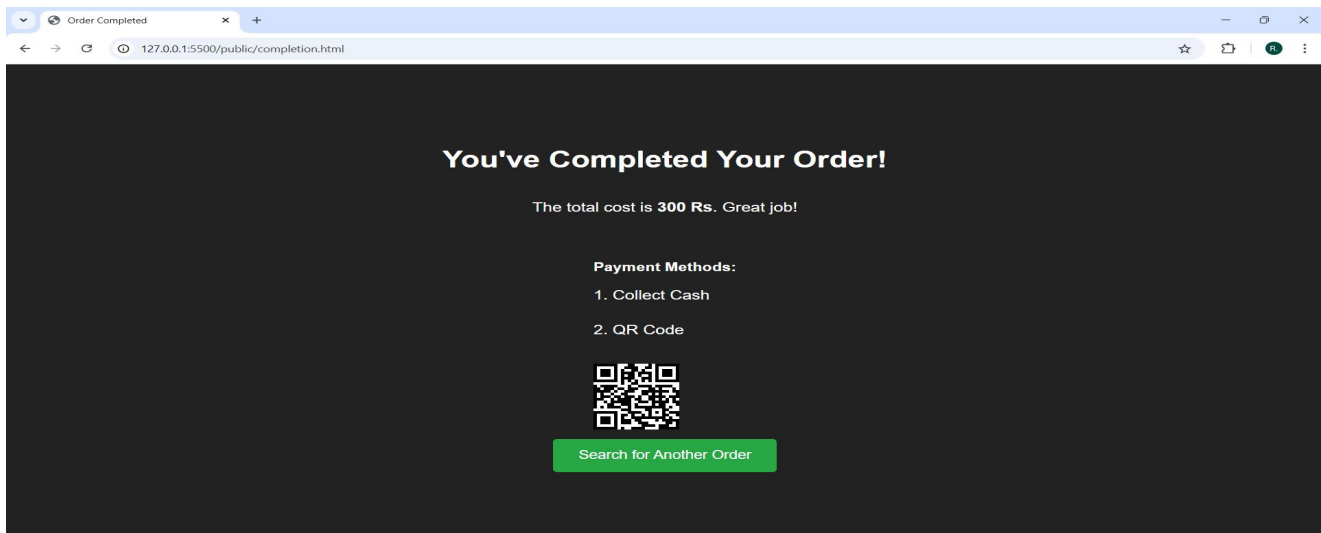 Order Completed
127.0.0.1:5500/public/completion.html
R.
You've Completed Your Order!
The total cost is 300 Rs. Great job!
Payment Methods:
1. Collect Cash
2. QR Code
Search for Another Order